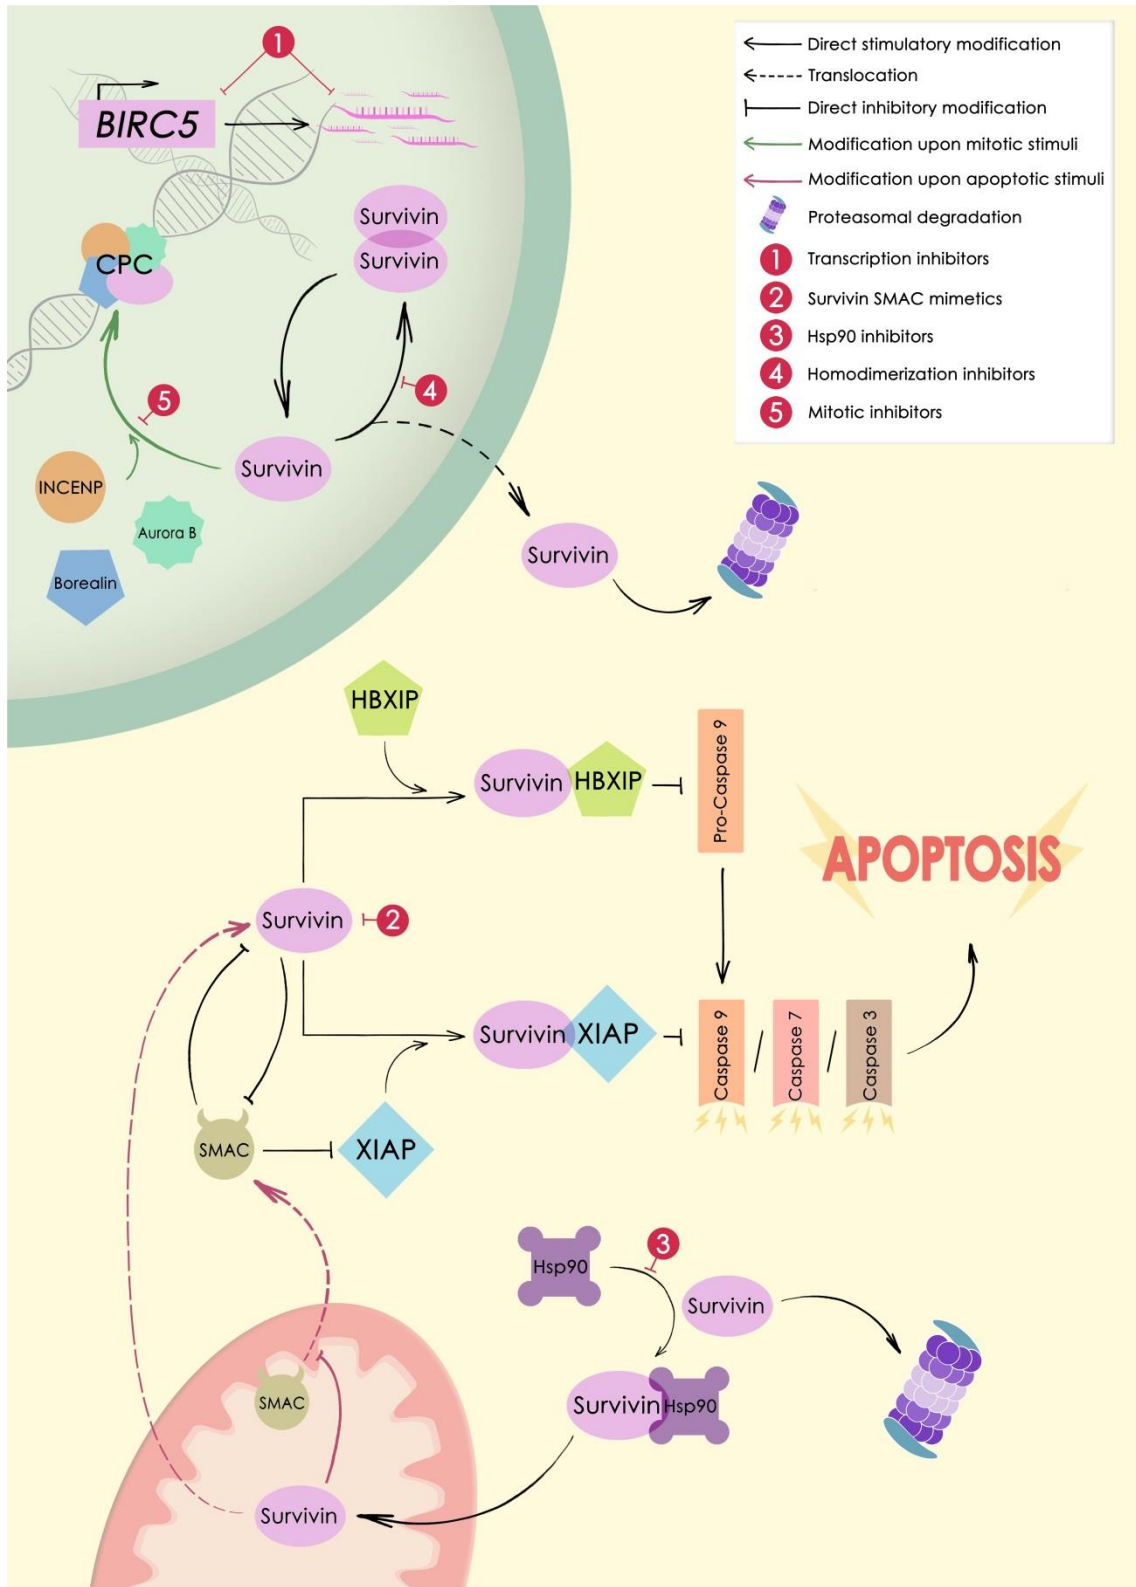 1
BIRC5
Survivin
Survivin
CPC
5
4
Survivin
INCENP
Aurora B
Borealin
Direct stimulatory modification
Translocation
Direct inhibitory modification
Modification upon mitotic stimuli
Modification upon apoptotic stimuli
Proteasomal degradation
1 Transcription inhibitors
2 Survivin SMAC mimetics
3 Hsp90 inhibitors
4 Homodimerization inhibitors
5 Mitotic inhibitors
Survivin
HBXIP
Survivin HBXIP
Pro-Caspase 9
APOPTOSIS
Survivin
2
Survivin XIAP
Caspase 9 / Caspase 7 / Caspase 3
SMAC
XIAP
Hsp90
3
Survivin
Survivin Hsp90
SMAC
Survivin